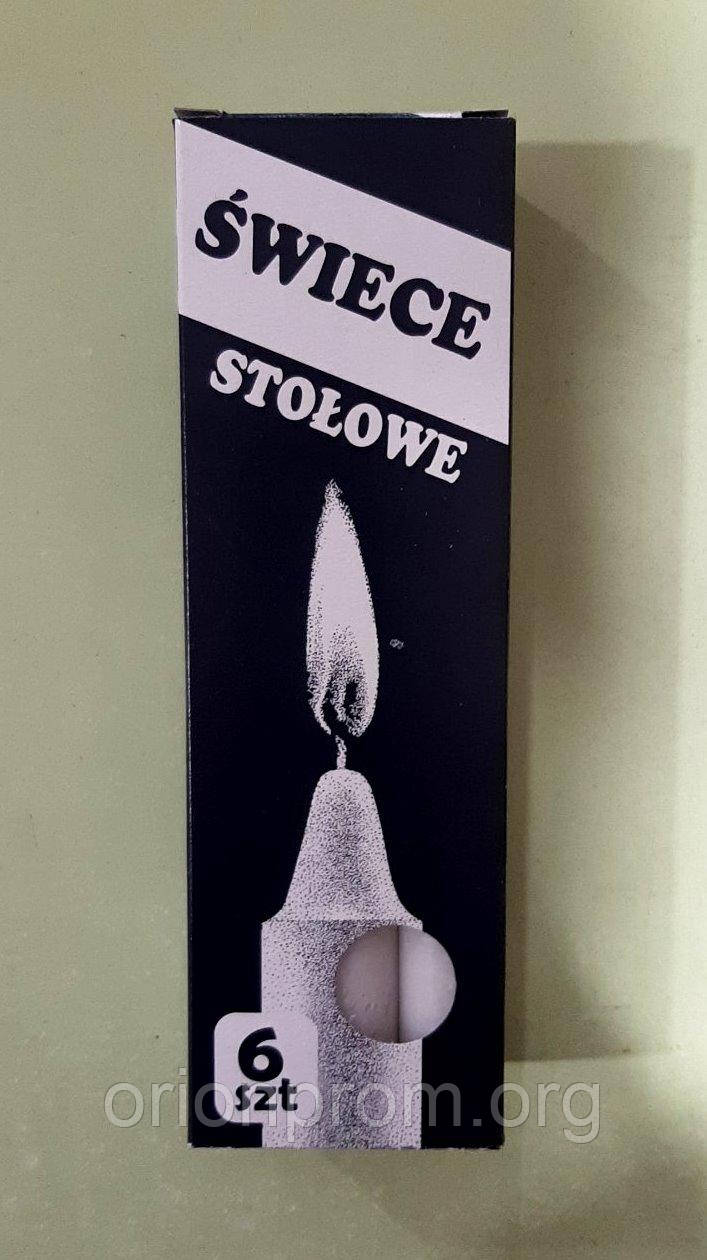 ŚWIECE
STOŁOWE
6
szt
orionprom.org